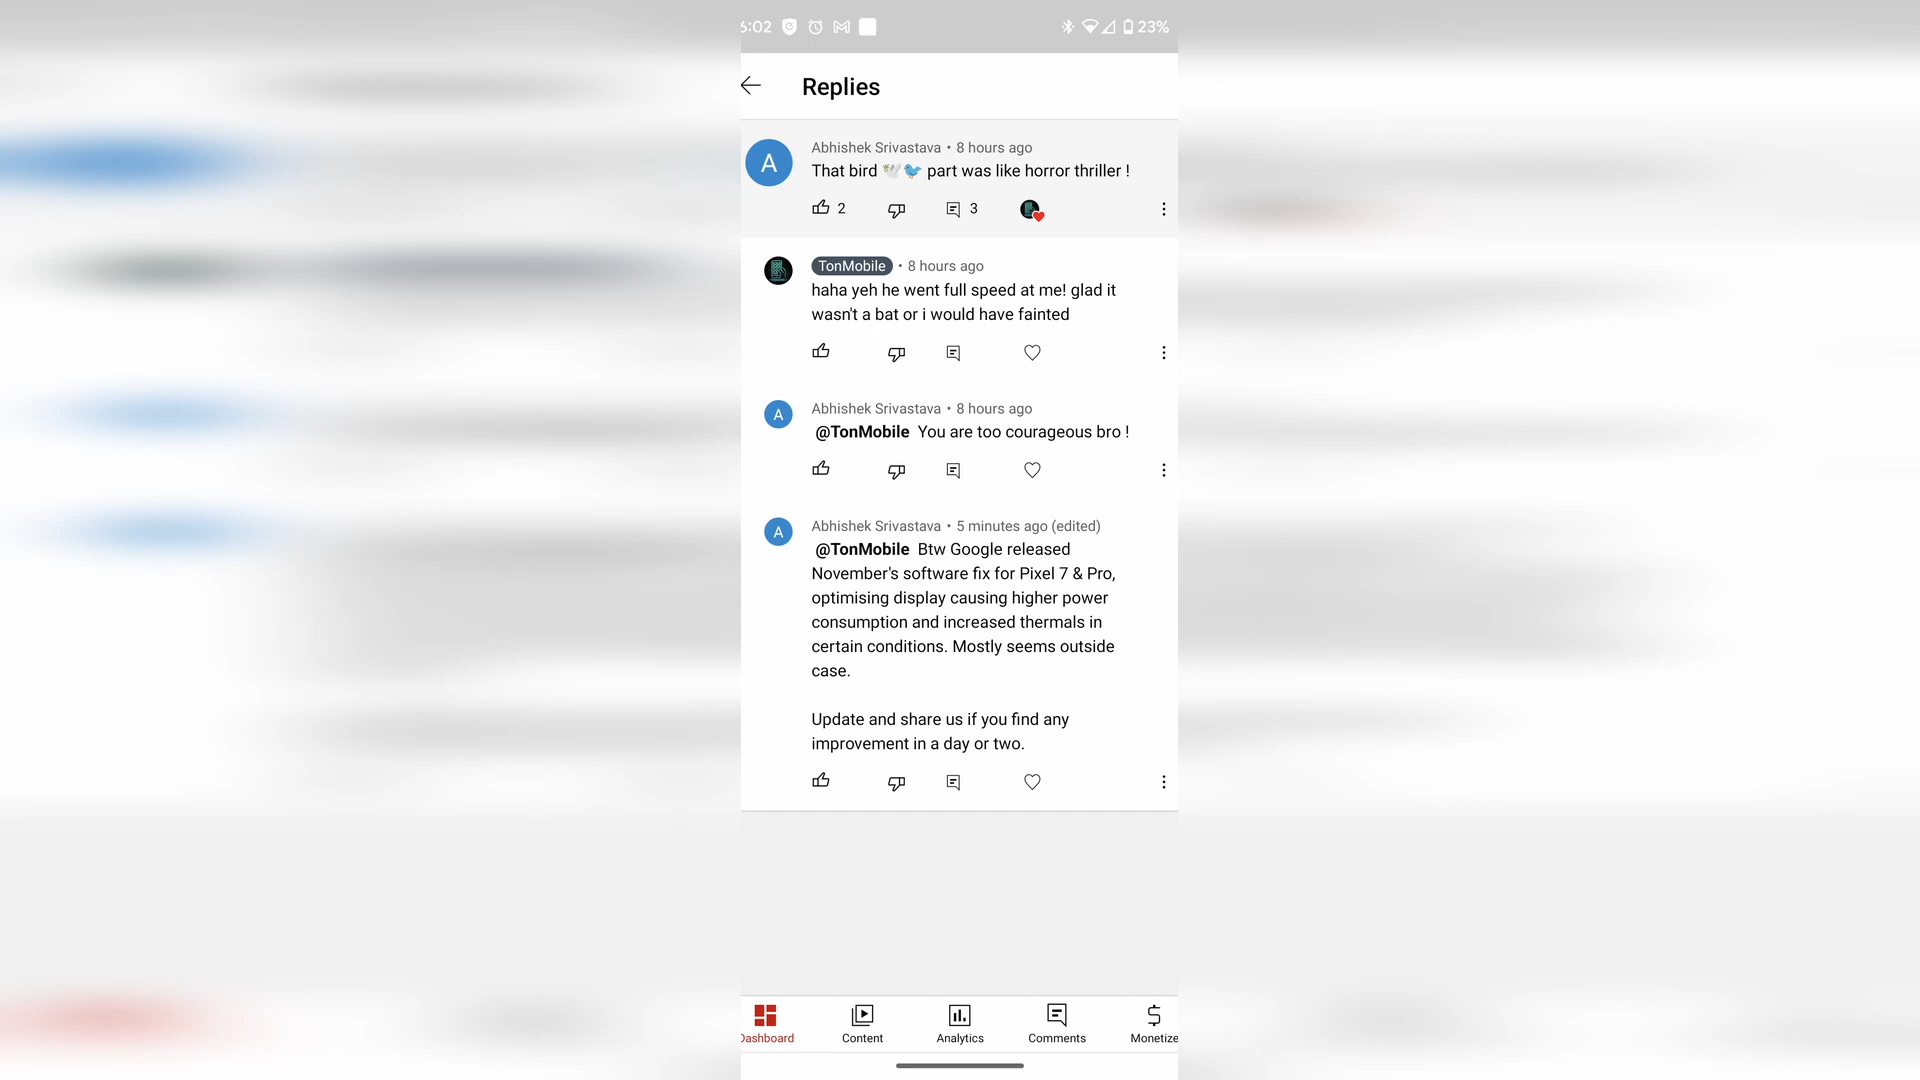 6:02 23%
Replies
A
Abhishek Srivastava • 8 hours ago
That bird 🕊️🐦 part was like horror thriller !
2 3
TonMobile • 8 hours ago
haha yeh he went full speed at me! glad it
wasn't a bat or i would have fainted
A
Abhishek Srivastava • 8 hours ago
@TonMobile You are too courageous bro !
A
Abhishek Srivastava • 5 minutes ago (edited)
@TonMobile Btw Google released
November's software fix for Pixel 7 & Pro,
optimising display causing higher power
consumption and increased thermals in
certain conditions. Mostly seems outside
case.
Update and share us if you find any
improvement in a day or two.
Dashboard Content Analytics Comments Monetize